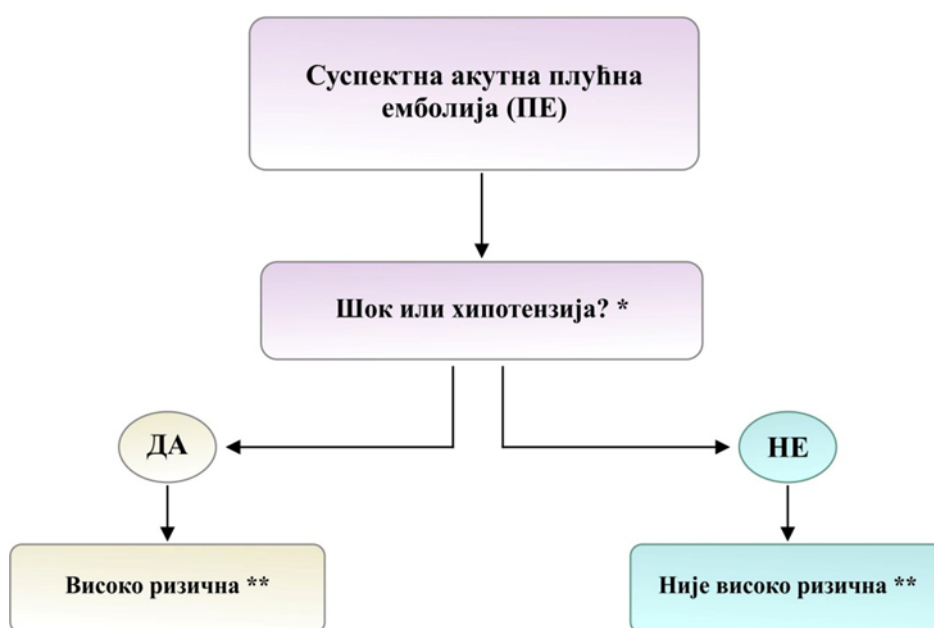 Суспектна акутна плућна
емболија (ПЕ)
Шок или хипотензија? *
ДА
НЕ
Високо ризична **
Није високо ризична **